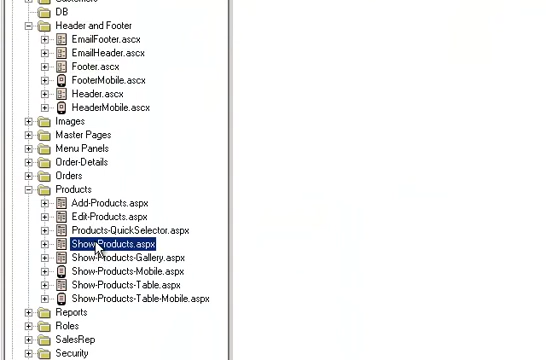 Customers
DB
Header and Footer
EmailFooter.ascx
EmailHeader.ascx
Footer.ascx
FooterMobile.ascx
Header.ascx
HeaderMobile.ascx
Images
Master Pages
Menu Panels
Order-Details
Orders
Products
Add-Products.aspx
Edit-Products.aspx
Products-QuickSelector.aspx
Show-Products.aspx
Show-Products-Gallery.aspx
Show-Products-Mobile.aspx
Show-Products-Table.aspx
Show-Products-Table-Mobile.aspx
Reports
Roles
SalesRep
Security